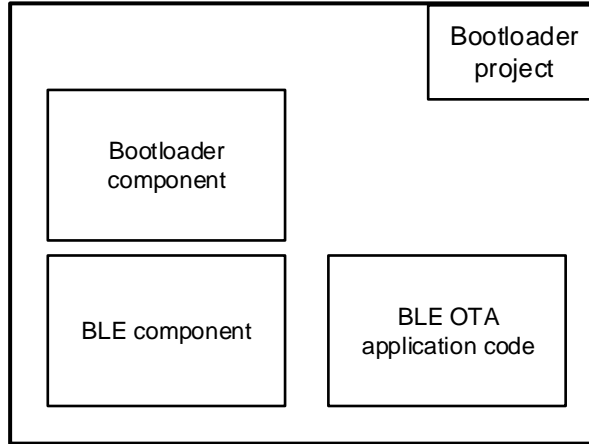 Bootloader
project
Bootloader
component
BLE component
BLE OTA
application code